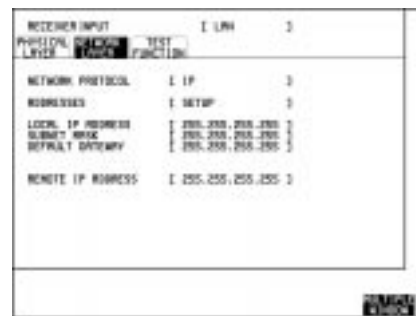 RECEIVER INPUT [ LAN ]
PHYSICAL LAYER NETWORK LAYER TEST FUNCTION
NETWORK PROTOCOL [ IP ]
ADDRESSES [ SETUP ]
LOCAL IP ADDRESS [ 255.255.255.255 ]
SUBNET MASK [ 255.255.255.255 ]
DEFAULT GATEWAY [ 255.255.255.255 ]
REMOTE IP ADDRESS [ 255.255.255.255 ]
MULTIPLE WINDOW